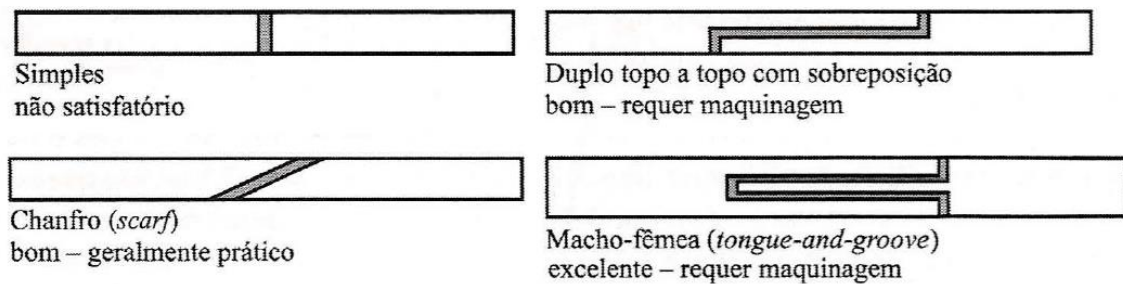 Simples
não satisfatório
Duplo topo a topo com sobreposição
bom – requer maquinagem
Chanfro (scarf)
bom – geralmente prático
Macho-fêmea (tongue-and-groove)
excelente – requer maquinagem